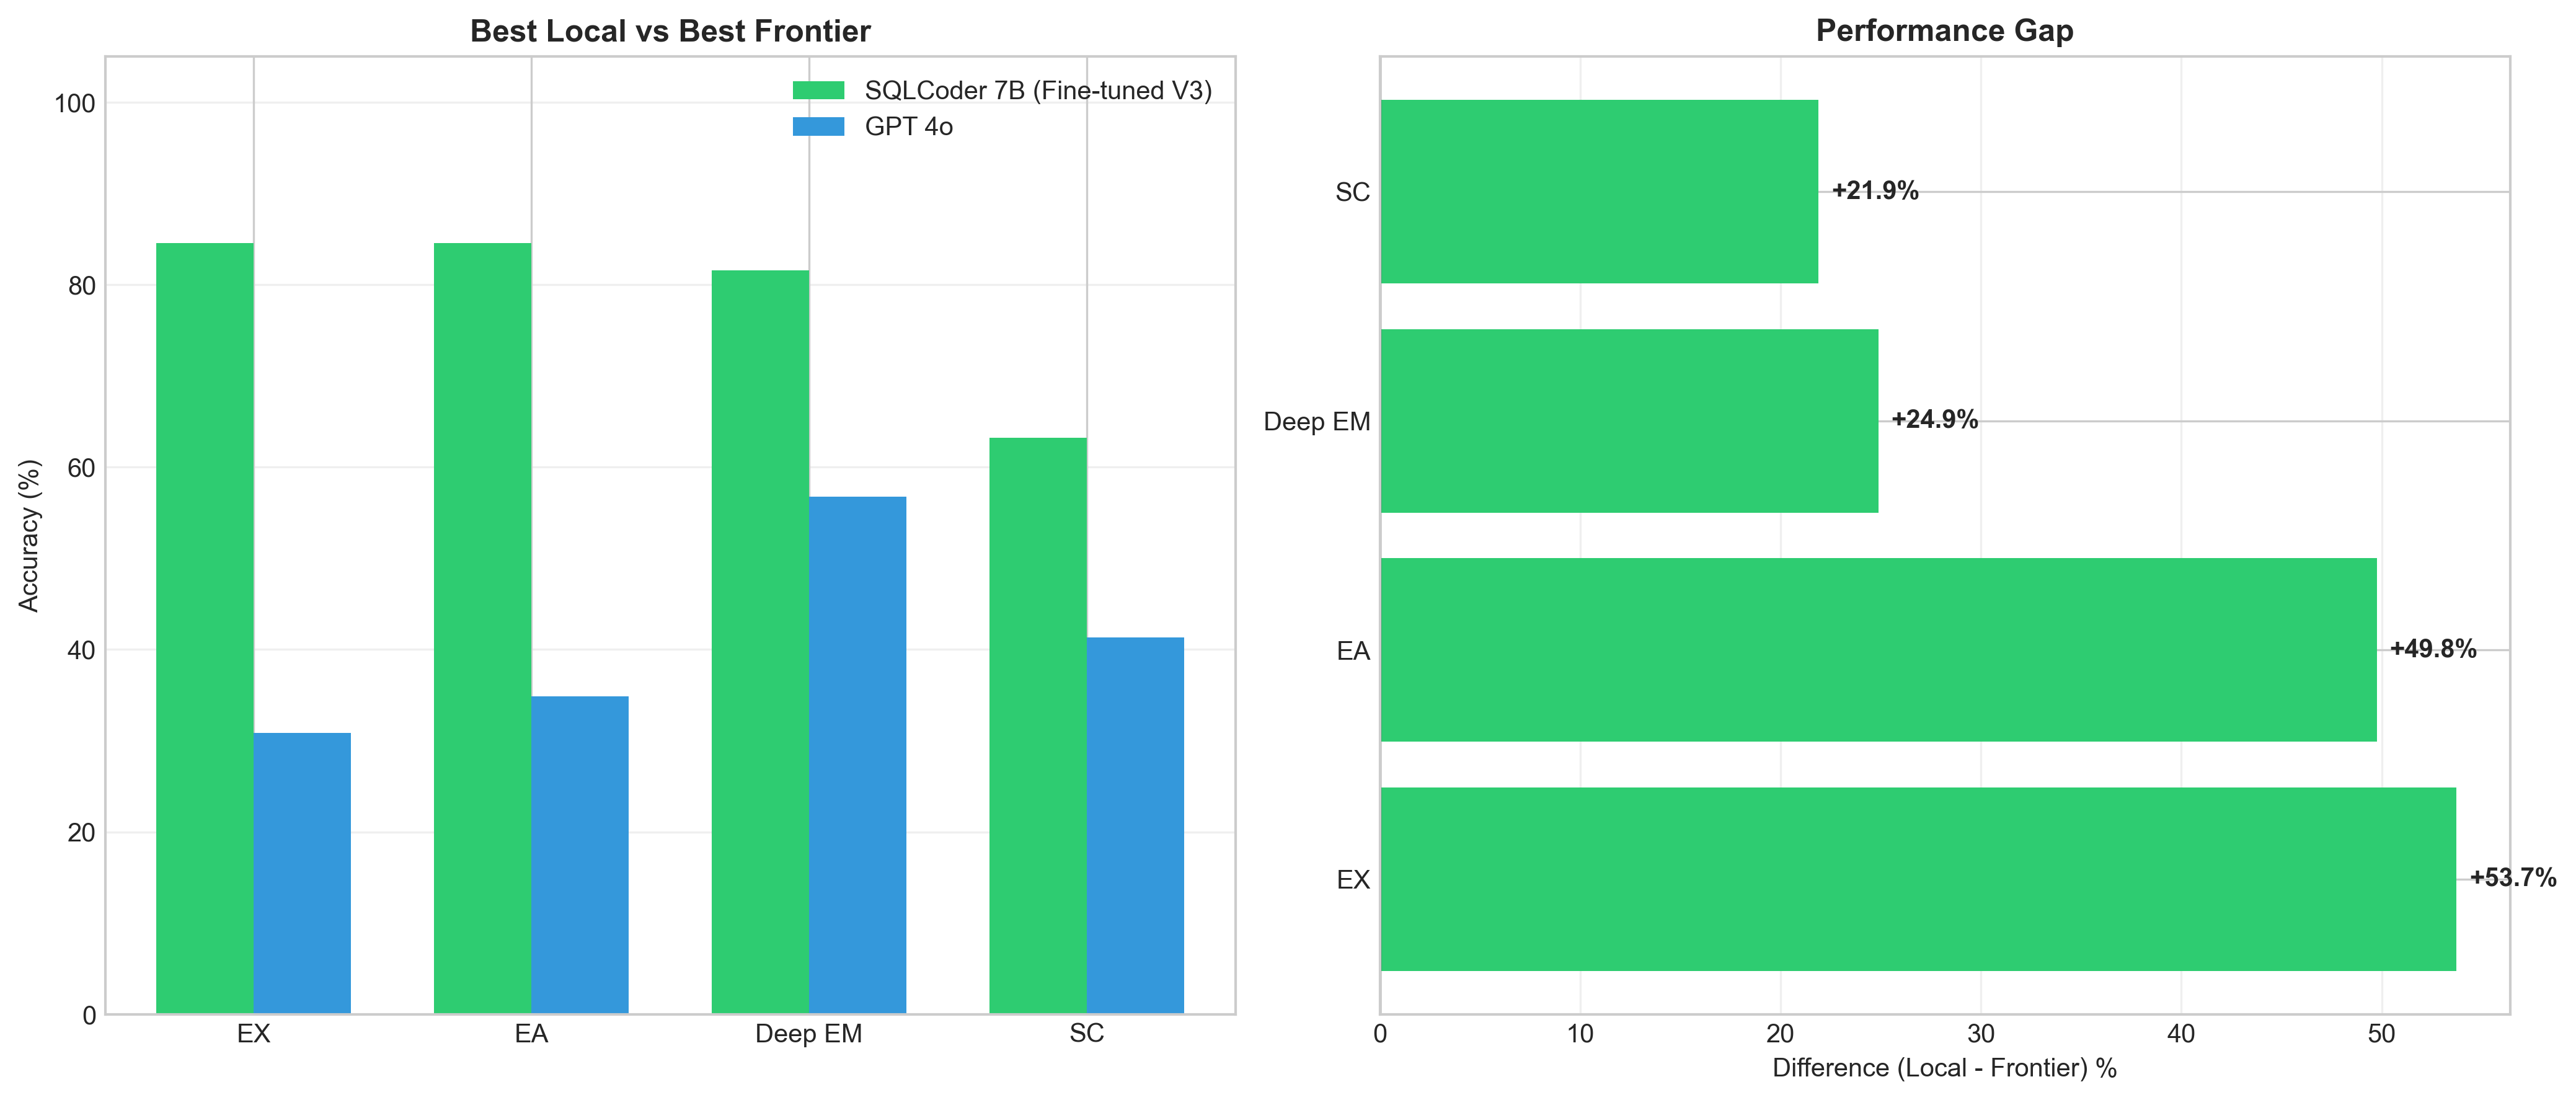 Best Local vs Best Frontier
SQLCoder 7B (Fine-tuned V3)
GPT 4o
Accuracy (%)
100
80
60
40
20
0
EX
EA
Deep EM
SC
Performance Gap
SC
+21.9%
Deep EM
+24.9%
EA
+49.8%
EX
+53.7%
0
10
20
30
40
50
Difference (Local - Frontier) %